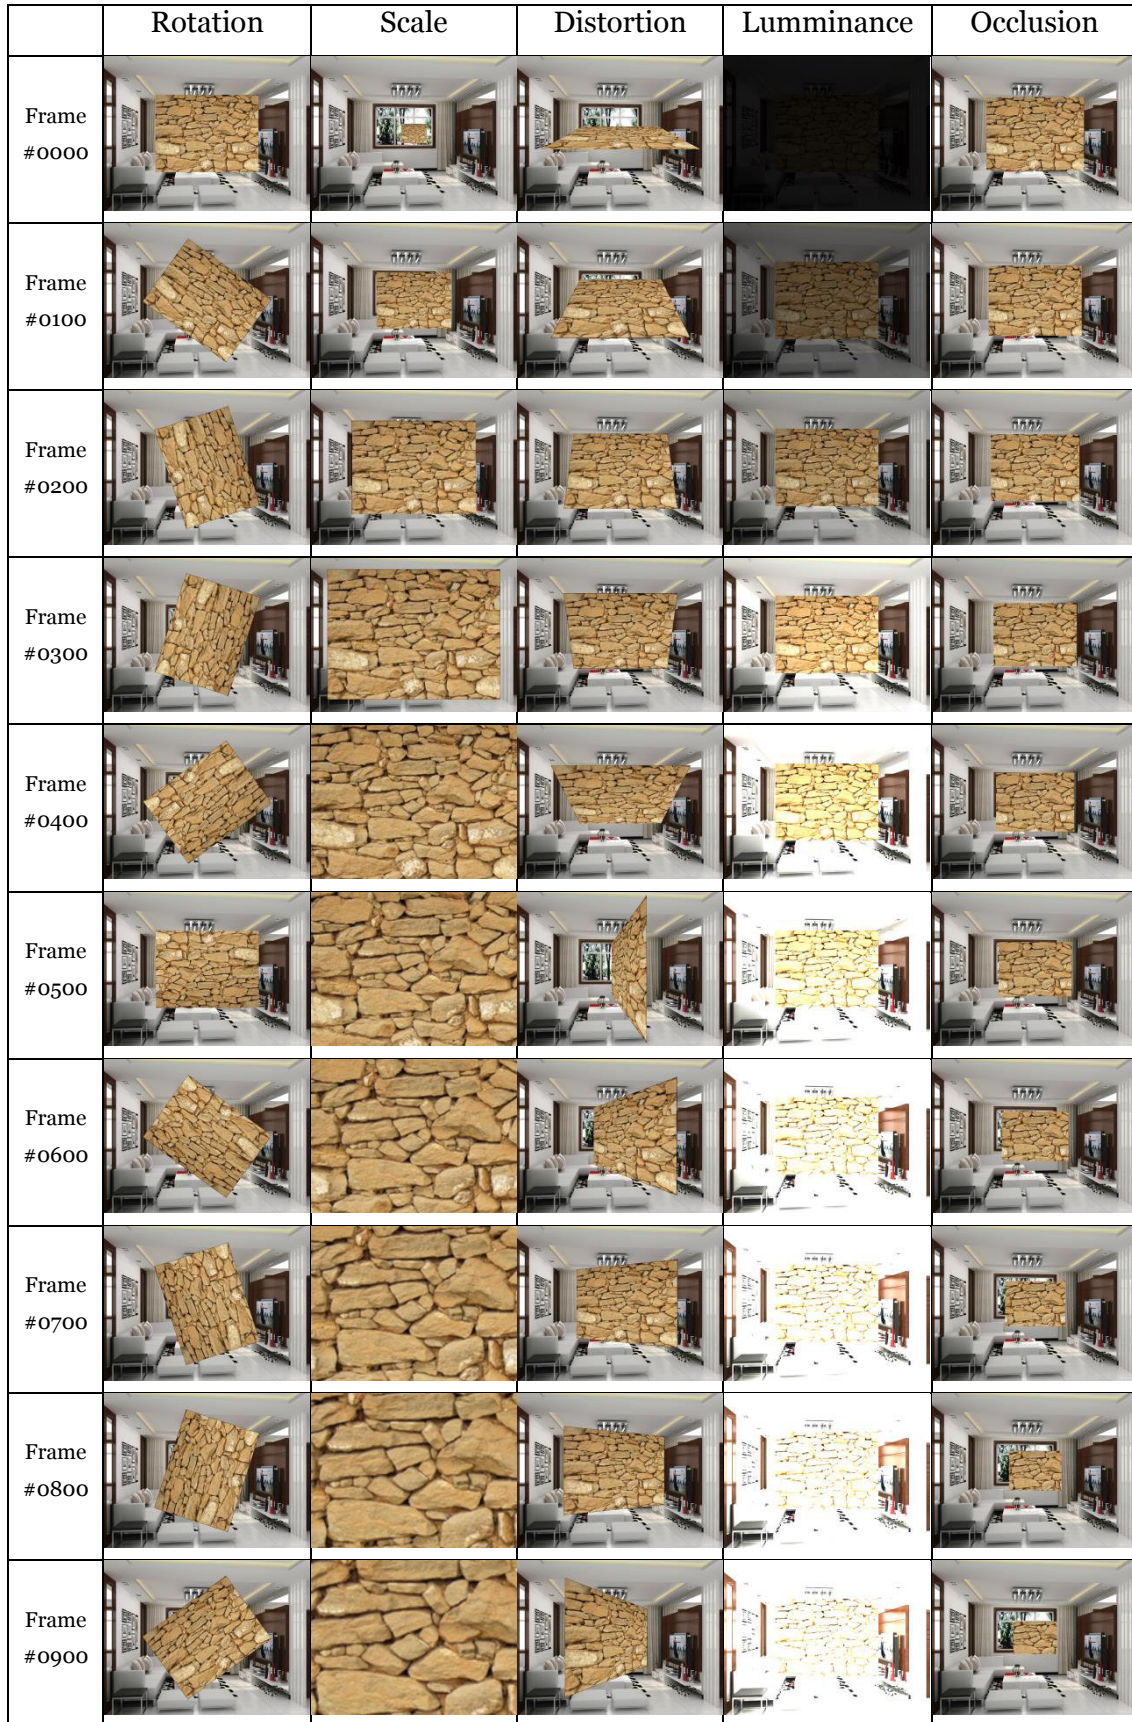 Rotation Scale Distortion Lumminance Occlusion
Frame
#0000
Frame
#0100
Frame
#0200
Frame
#0300
Frame
#0400
Frame
#0500
Frame
#0600
Frame
#0700
Frame
#0800
Frame
#0900